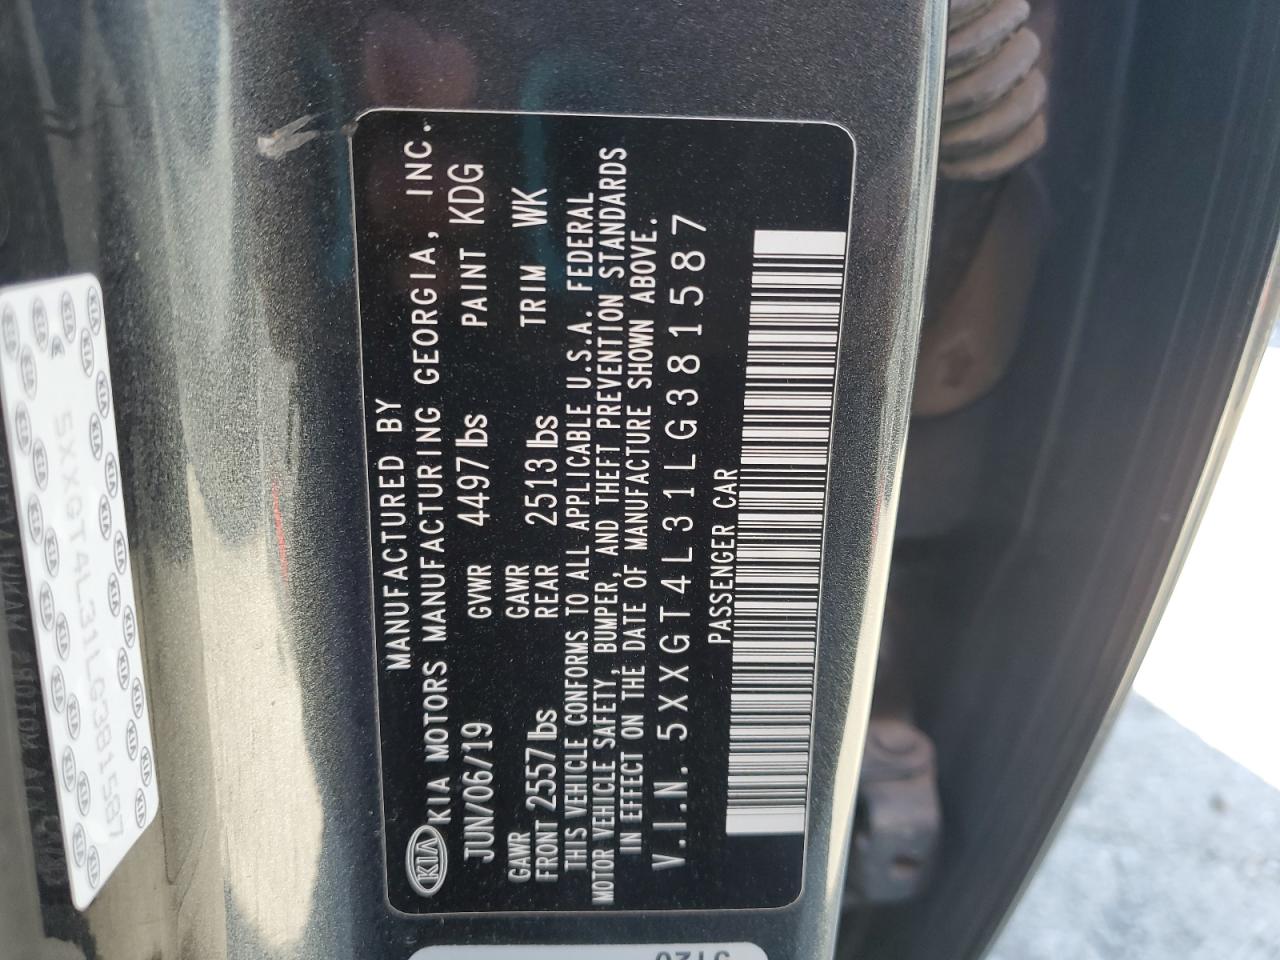 MANUFACTURED BY
KIA KIA MOTORS MANUFACTURING GEORGIA, INC.
JUN/06/19 GVWR 4497 lbs PAINT KDG
GAWR FRONT 2557 lbs GAWR REAR 2513 lbs TRIM WK
THIS VEHICLE CONFORMS TO ALL APPLICABLE U.S.A. FEDERAL
MOTOR VEHICLE SAFETY, BUMPER, AND THEFT PREVENTION STANDARDS
IN EFFECT ON THE DATE OF MANUFACTURE SHOWN ABOVE.
V.I.N. 5XXGT4L31LG381587
PASSENGER CAR
5XXGT4L31LG381587